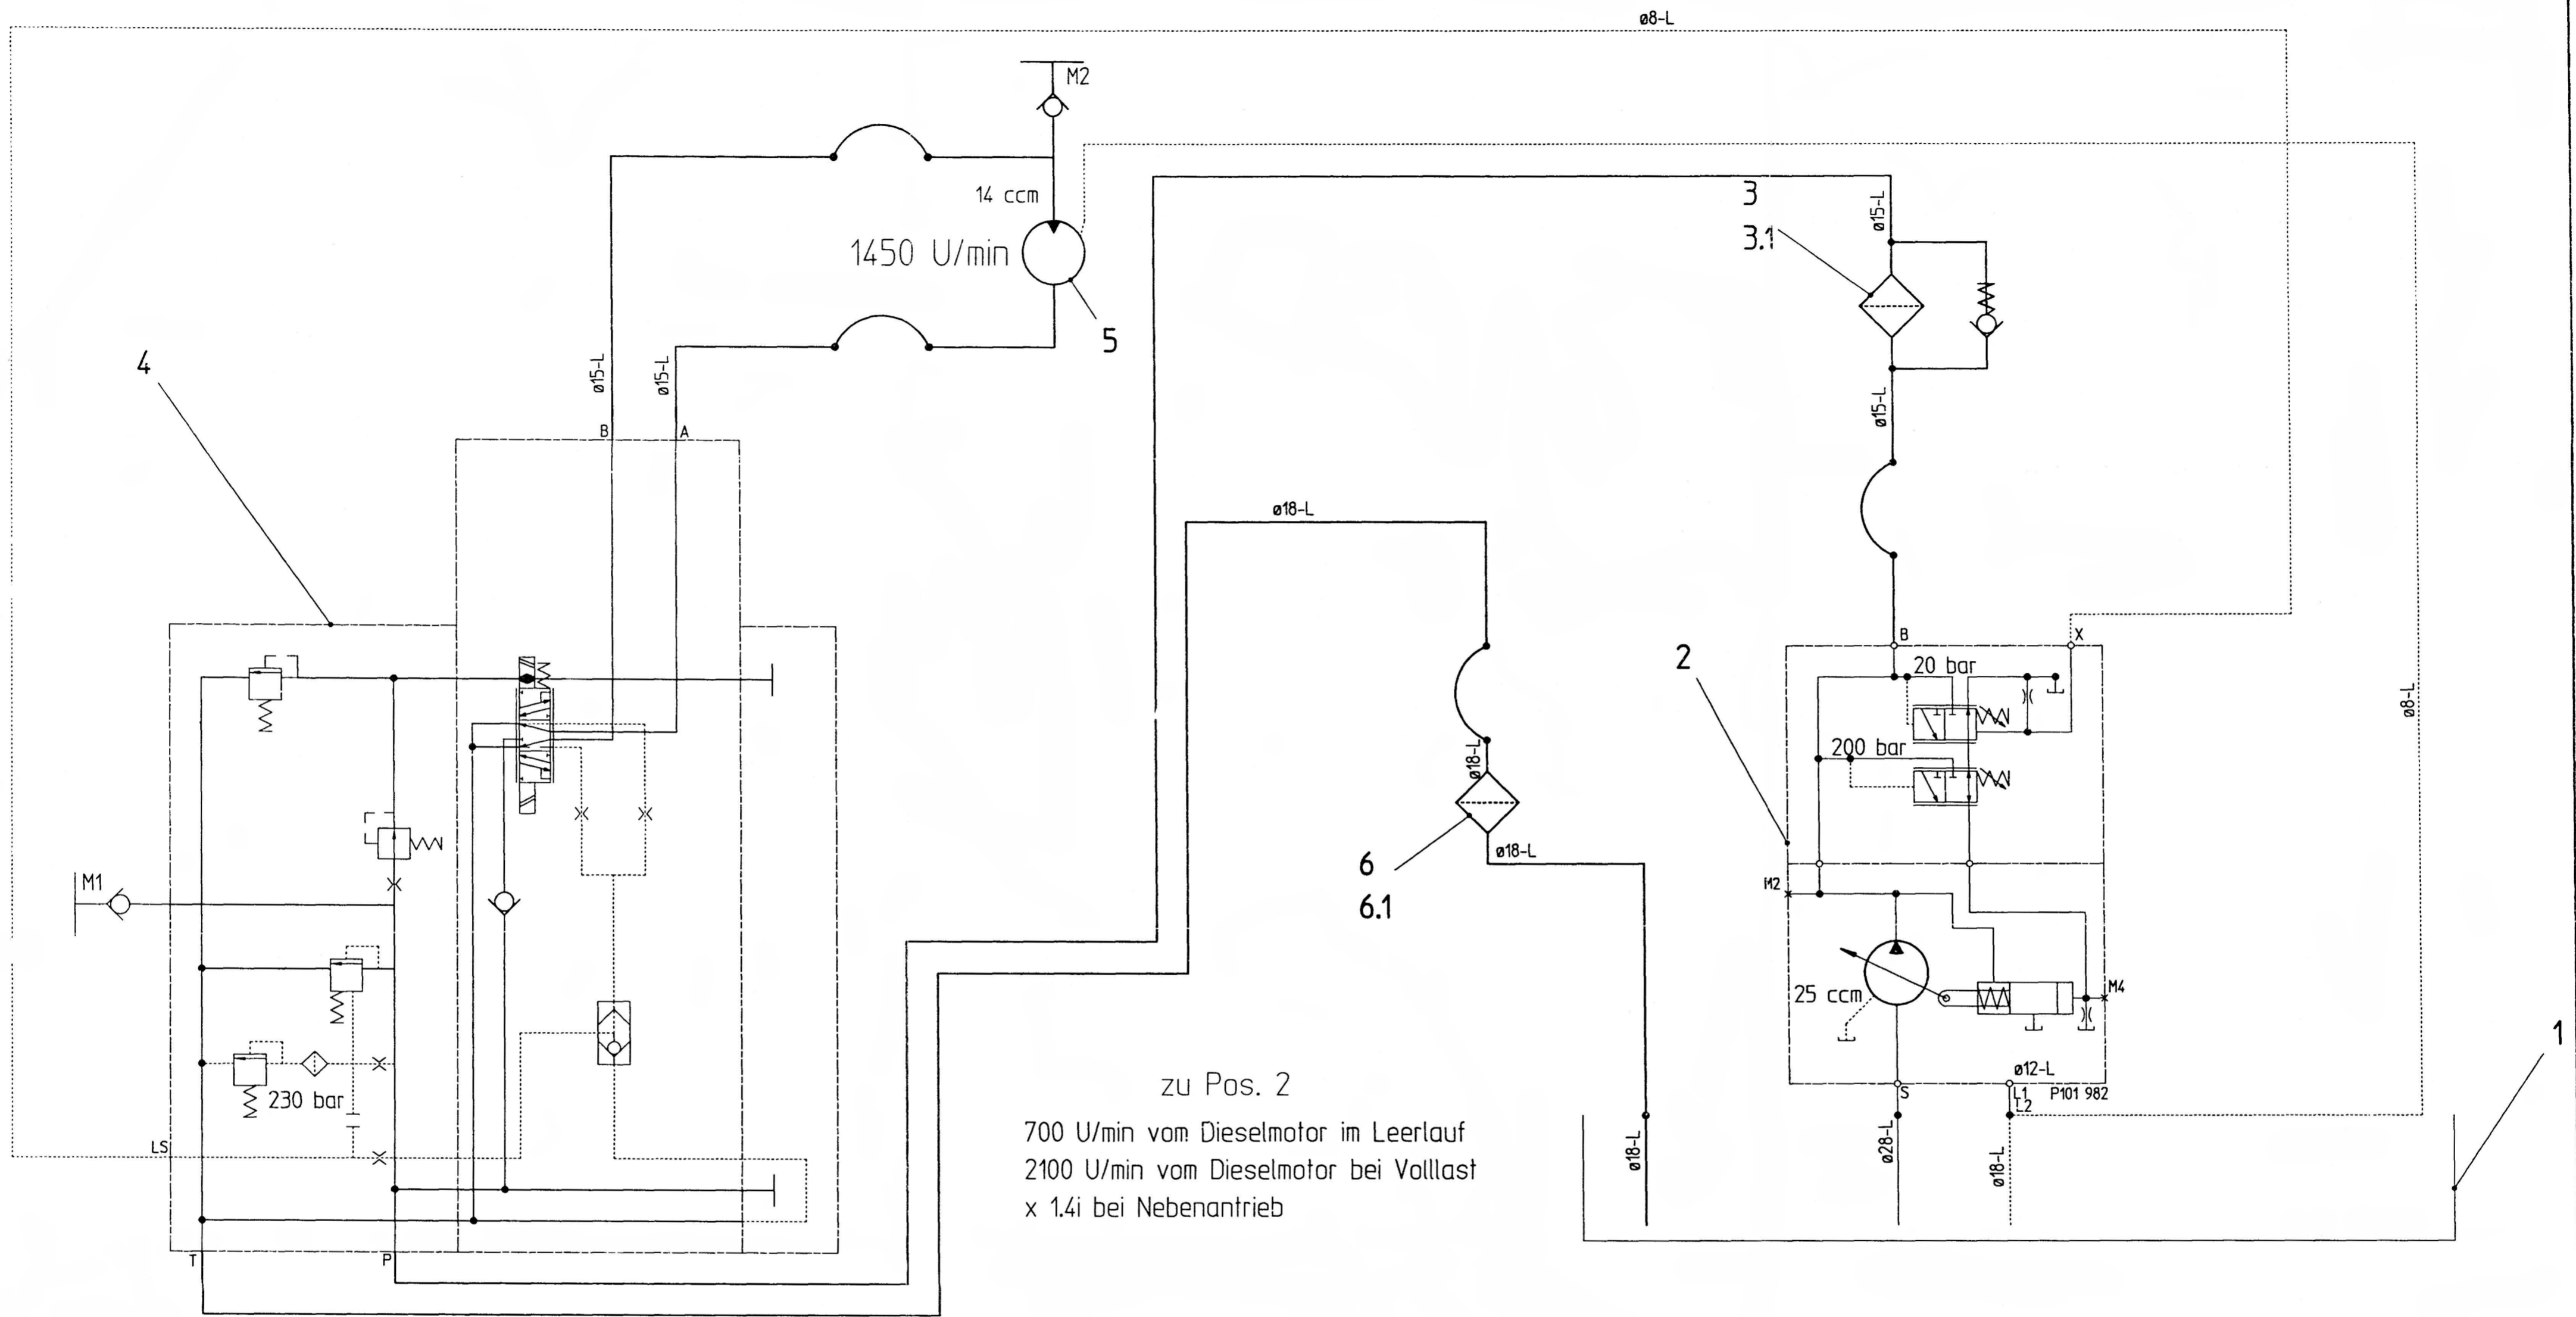 ø8-L
M2
14 ccm
1450 U/min
5
3
3.1
ø15-L
ø15-L
4
ø15-L
ø15-L
B
A
ø18-L
B
X
2
20 bar
200 bar
ø8-L
ø18-L
6
6.1
ø18-L
M1
M2
25 ccm
M4
1
230 bar
LS
zu Pos. 2
700 U/min vom Dieselmotor im Leerlauf
2100 U/min vom Dieselmotor bei Volllast
x 1.4i bei Nebenantrieb
ø12-L
S
L1
L2
P101 982
ø18-L
ø28-L
ø18-L
T
P